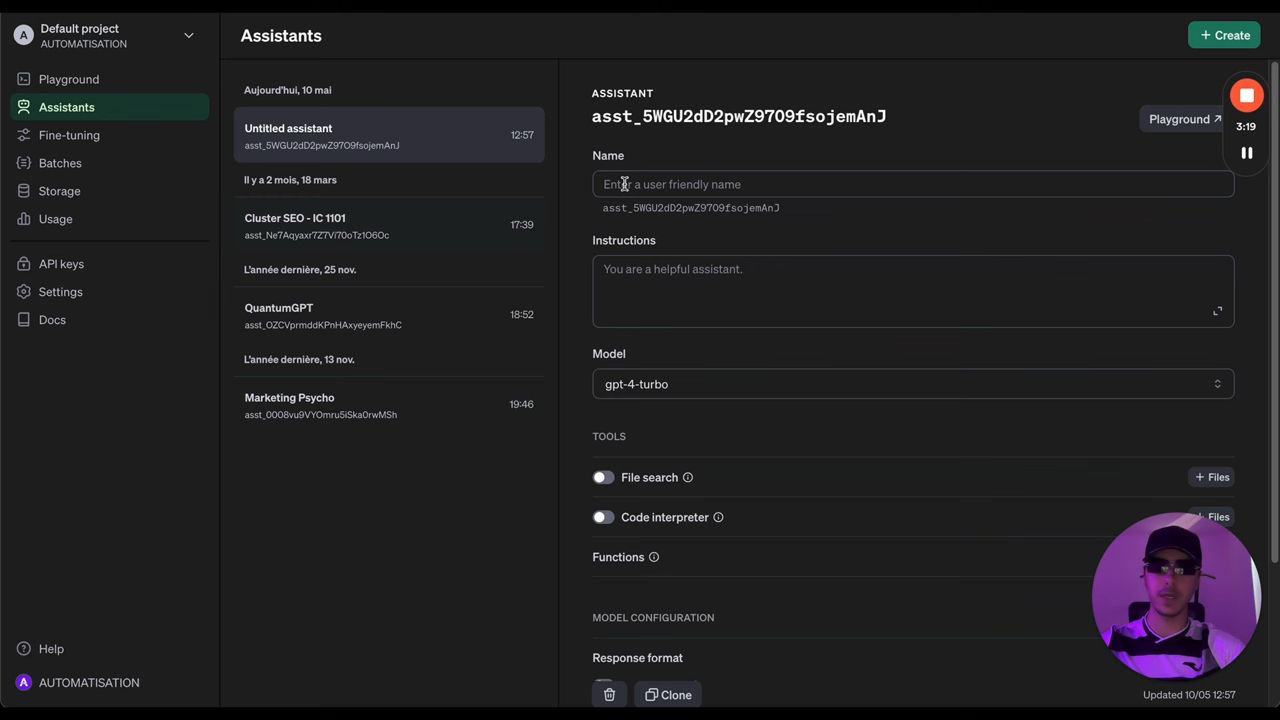 A
Default project
AUTOMATISATION
Playground
Assistants
Fine-tuning
Batches
Storage
Usage
API keys
Settings
Docs
Help
A AUTOMATISATION
Assistants
+ Create
Aujourd'hui, 10 mai
Untitled assistant
asst_5WGU2dD2pwZ97O9fsojemAnJ
12:57
Il y a 2 mois, 18 mars
Cluster SEO - IC 1101
asst_Ne7Aqyaxr7Z7Vi70oTz1O6Oc
17:39
L'année dernière, 25 nov.
QuantumGPT
asst_OZCVprmddKPnHAxyeyemFkhC
18:52
L'année dernière, 13 nov.
Marketing Psycho
asst_0008vu9VYOmru5iSka0rwMSh
19:46
ASSISTANT
asst_5WGU2dD2pwZ97O9fsojemAnJ
Playground
3:19
Name
Enter a user friendly name
asst_5WGU2dD2pwZ97O9fsojemAnJ
Instructions
You are a helpful assistant.
Model
gpt-4-turbo
TOOLS
File search
+ Files
Code interpreter
+ Files
Functions
MODEL CONFIGURATION
Response format
Clone
Updated 10/05 12:57